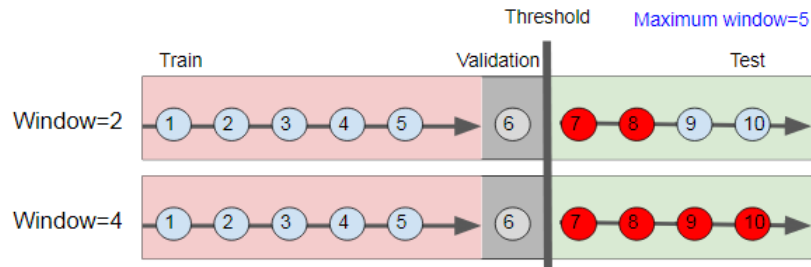 Threshold Maximum window=5
Train Validation Test
Window=2 1 2 3 4 5 6 7 8 9 10
Window=4 1 2 3 4 5 6 7 8 9 10